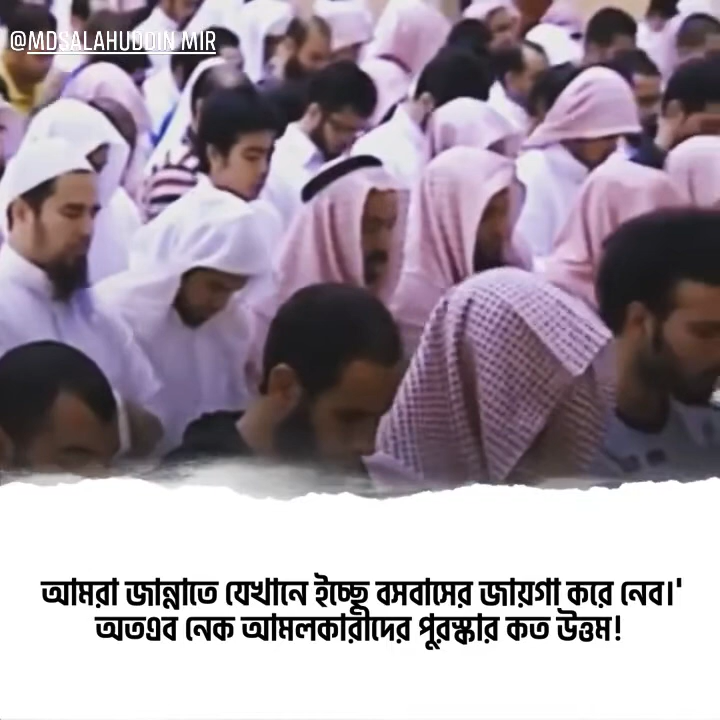 @MDSALAHUDDIN MIR
আমরা জান্নাতে যেখানে ইচ্ছে বসবাসের জায়গা করে নেব।'
অতএব নেক আমলকারীদের পুরস্কার কত উত্তম!